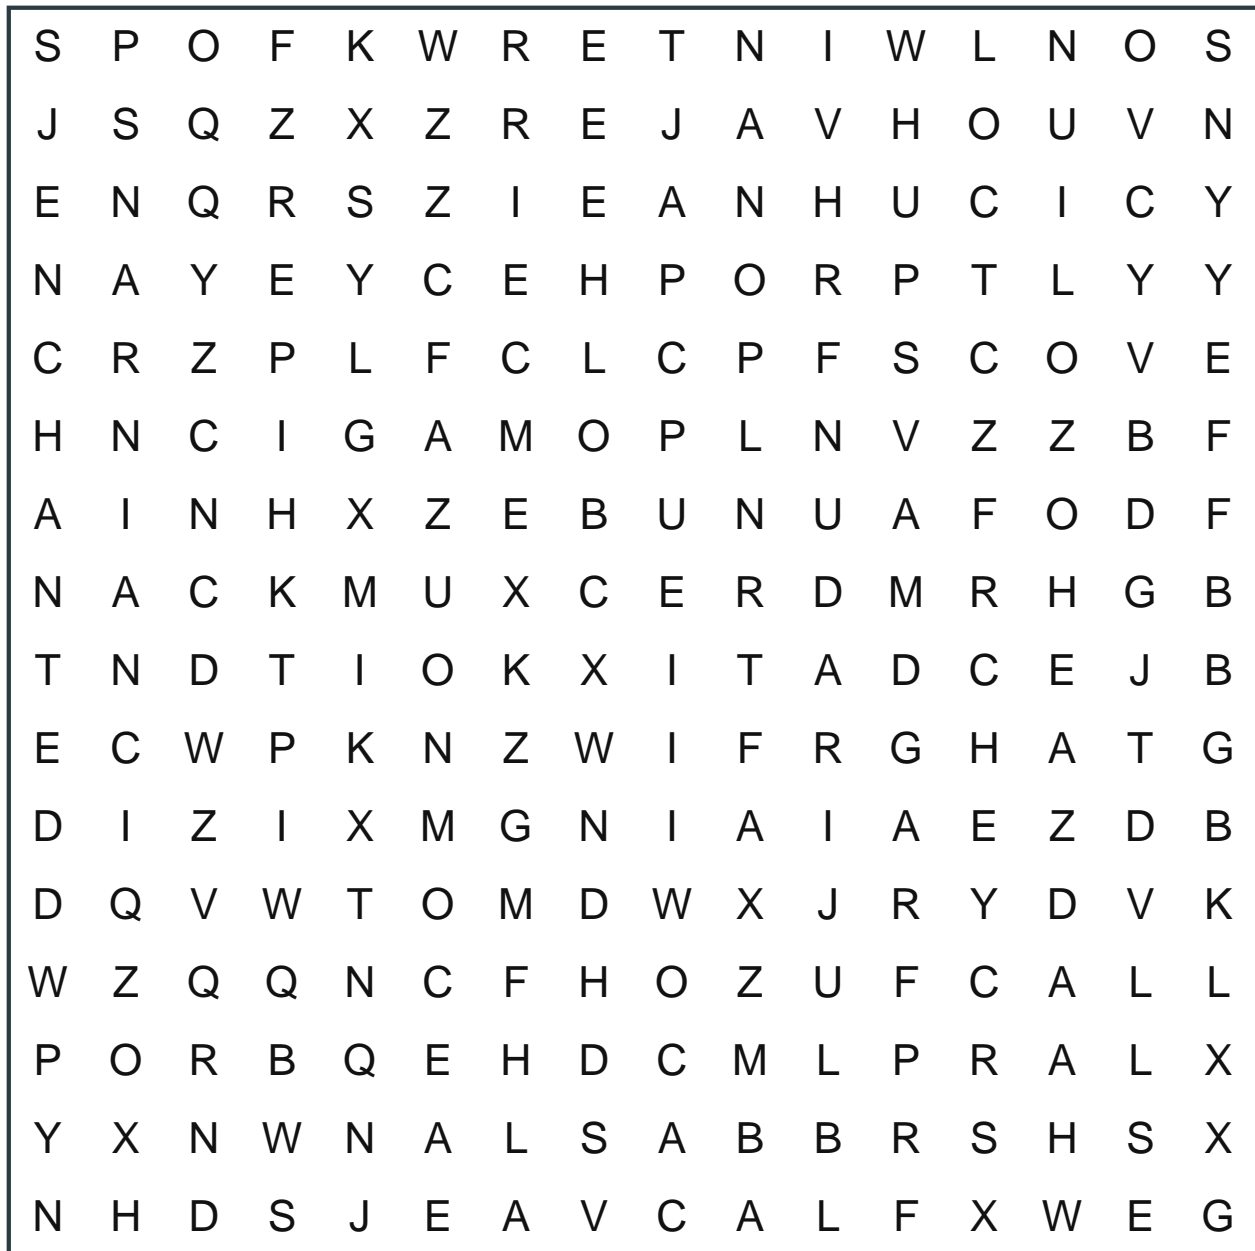 S P O F K W R E T N I W L N O S
J S Q Z X Z R E J A V H O U V N
E N Q R S Z I E A N H U C I C Y
N A Y E Y C E H P O R P T L Y Y
C R Z P L F C L C P F S C O V E
H N C I G A M O P L N V Z Z B F
A I N H X Z E B U N U A F O D F
N A C K M U X C E R D M R H G B
T N D T I O K X I T A D C E J B
E C W P K N Z W I F R G H A T G
D I Z I X M G N I A I A E Z D B
D Q V W T O M D W X J R Y D V K
W Z Q Q N C F H O Z U F C A L L
P O R B Q E H D C M L P R A L X
Y X N W N A L S A B B R S H S X
N H D S J E A V C A L F X W E G